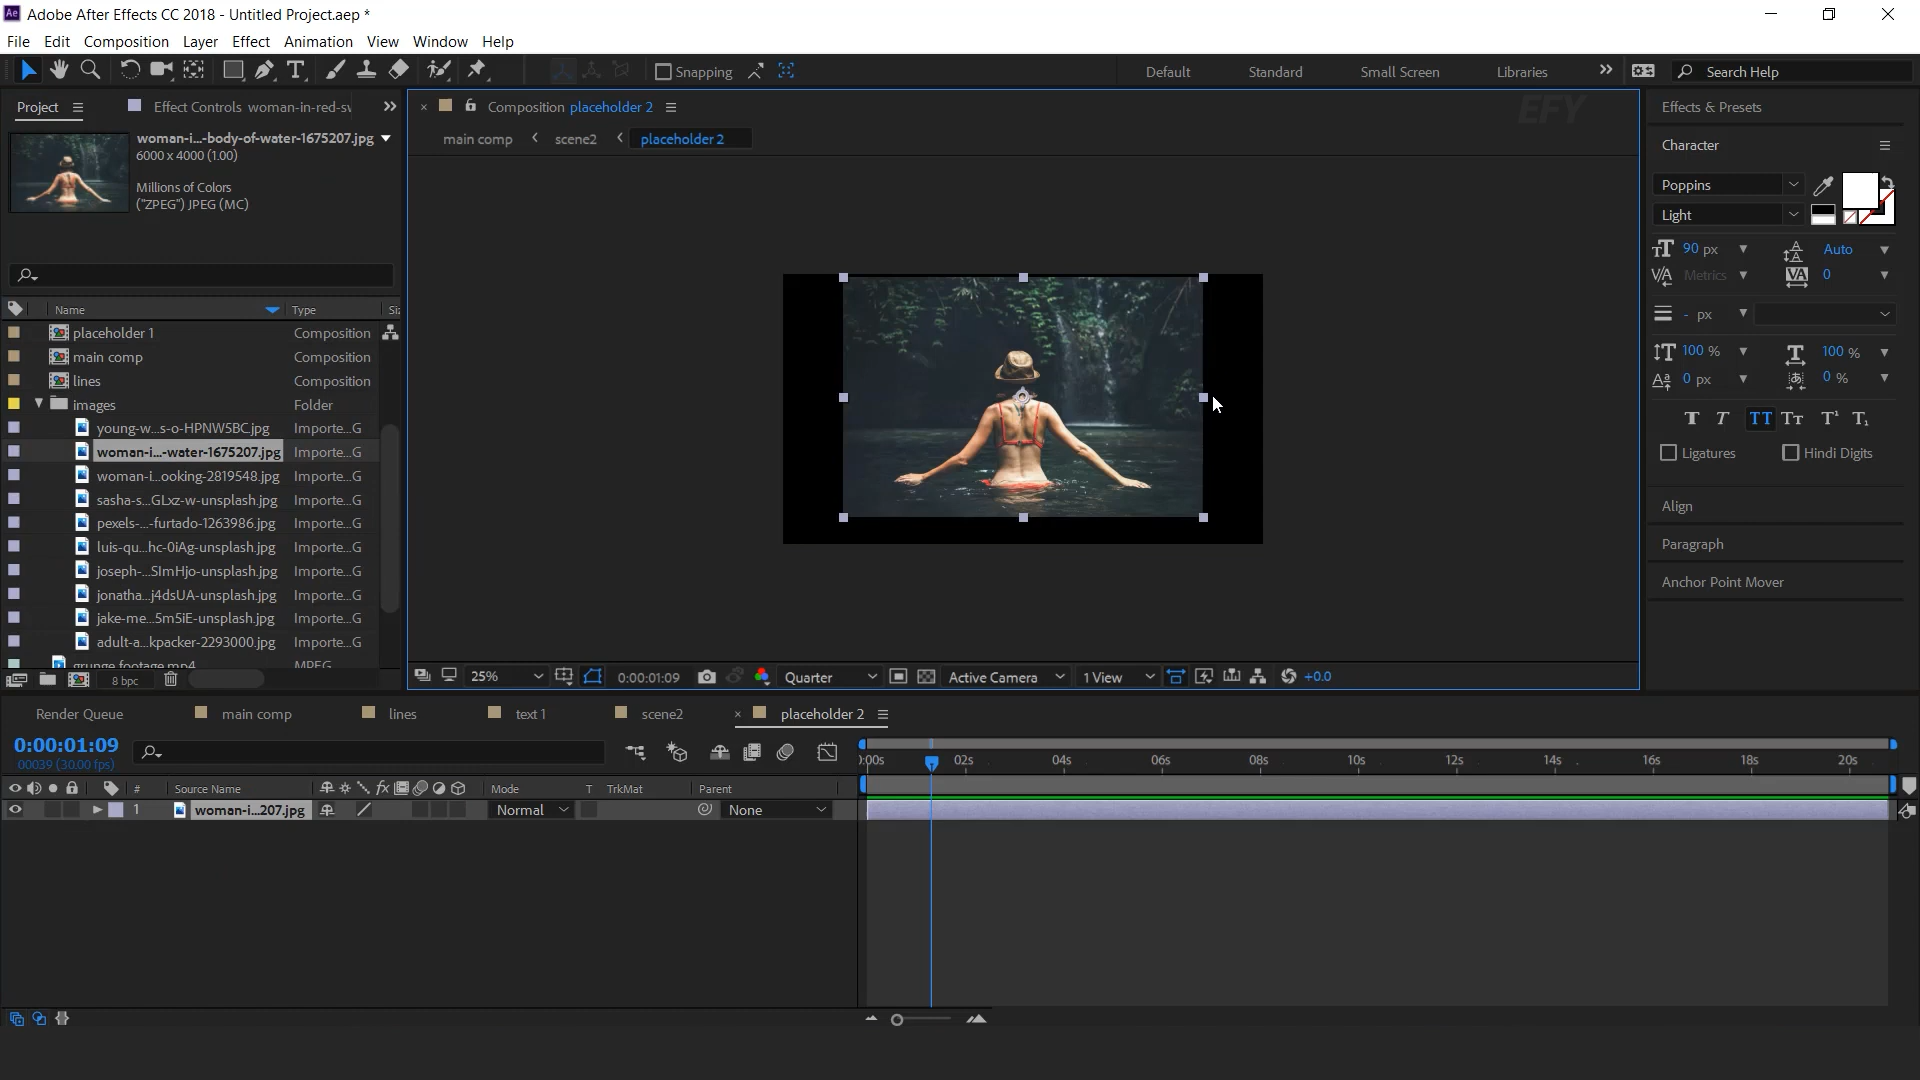 Adobe After Effects CC 2018 - Untitled Project.aep *
File Edit Composition Layer Effect Animation View Window Help
Snapping
Default Standard Small Screen Libraries
Search Help
Project
Effect Controls woman-in-red-sv
Composition placeholder 2
EFY
Effects & Presets
woman-i...-body-of-water-1675207.jpg
6000 x 4000 (1.00)
Millions of Colors
("ZPEG") JPEG (MC)
main comp scene2 placeholder 2
Character
Poppins
Light
90 px Auto
Metrics 0
- px
100 % 100 %
0 px 0 %
Ligatures Hindi Digits
Align
Paragraph
Anchor Point Mover
Name Type Siz
placeholder 1 Composition
main comp Composition
lines Composition
images Folder
young-w...s-o-HPNW5BC.jpg Importe...G
woman-i...-water-1675207.jpg Importe...G
woman-i...ooking-2819548.jpg Importe...G
sasha-s...GLxz-w-unsplash.jpg Importe...G
pexels-...-furtado-1263986.jpg Importe...G
luis-qu...hc-0iAg-unsplash.jpg Importe...G
joseph-...SImHjo-unsplash.jpg Importe...G
jonatha...j4dsUA-unsplash.jpg Importe...G
jake-me...5m5iE-unsplash.jpg Importe...G
adult-a...kpacker-2293000.jpg Importe...G
grunge footage.mp4 MPEG
8 bpc
25% 0:00:01:09 Quarter Active Camera 1 View +0.0
Render Queue main comp lines text 1 scene2 placeholder 2
0:00:01:09
00039 (30.00 fps)
):00s 02s 04s 06s 08s 10s 12s 14s 16s 18s 20s
# Source Name Mode T TrkMat Parent
1 woman-i...207.jpg Normal None